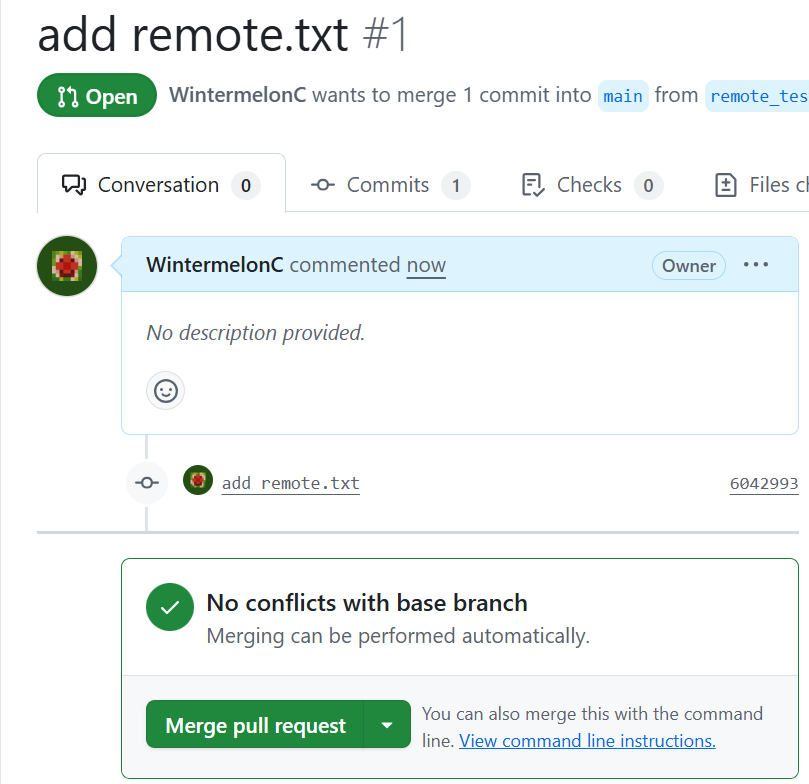 add remote.txt #1
Open WintermelonC wants to merge 1 commit into main from remote_tes
Conversation 0 Commits 1 Checks 0 Files ch
WintermelonC commented now Owner
No description provided.
add remote.txt 6042993
No conflicts with base branch
Merging can be performed automatically.
Merge pull request
You can also merge this with the command
line. View command line instructions.